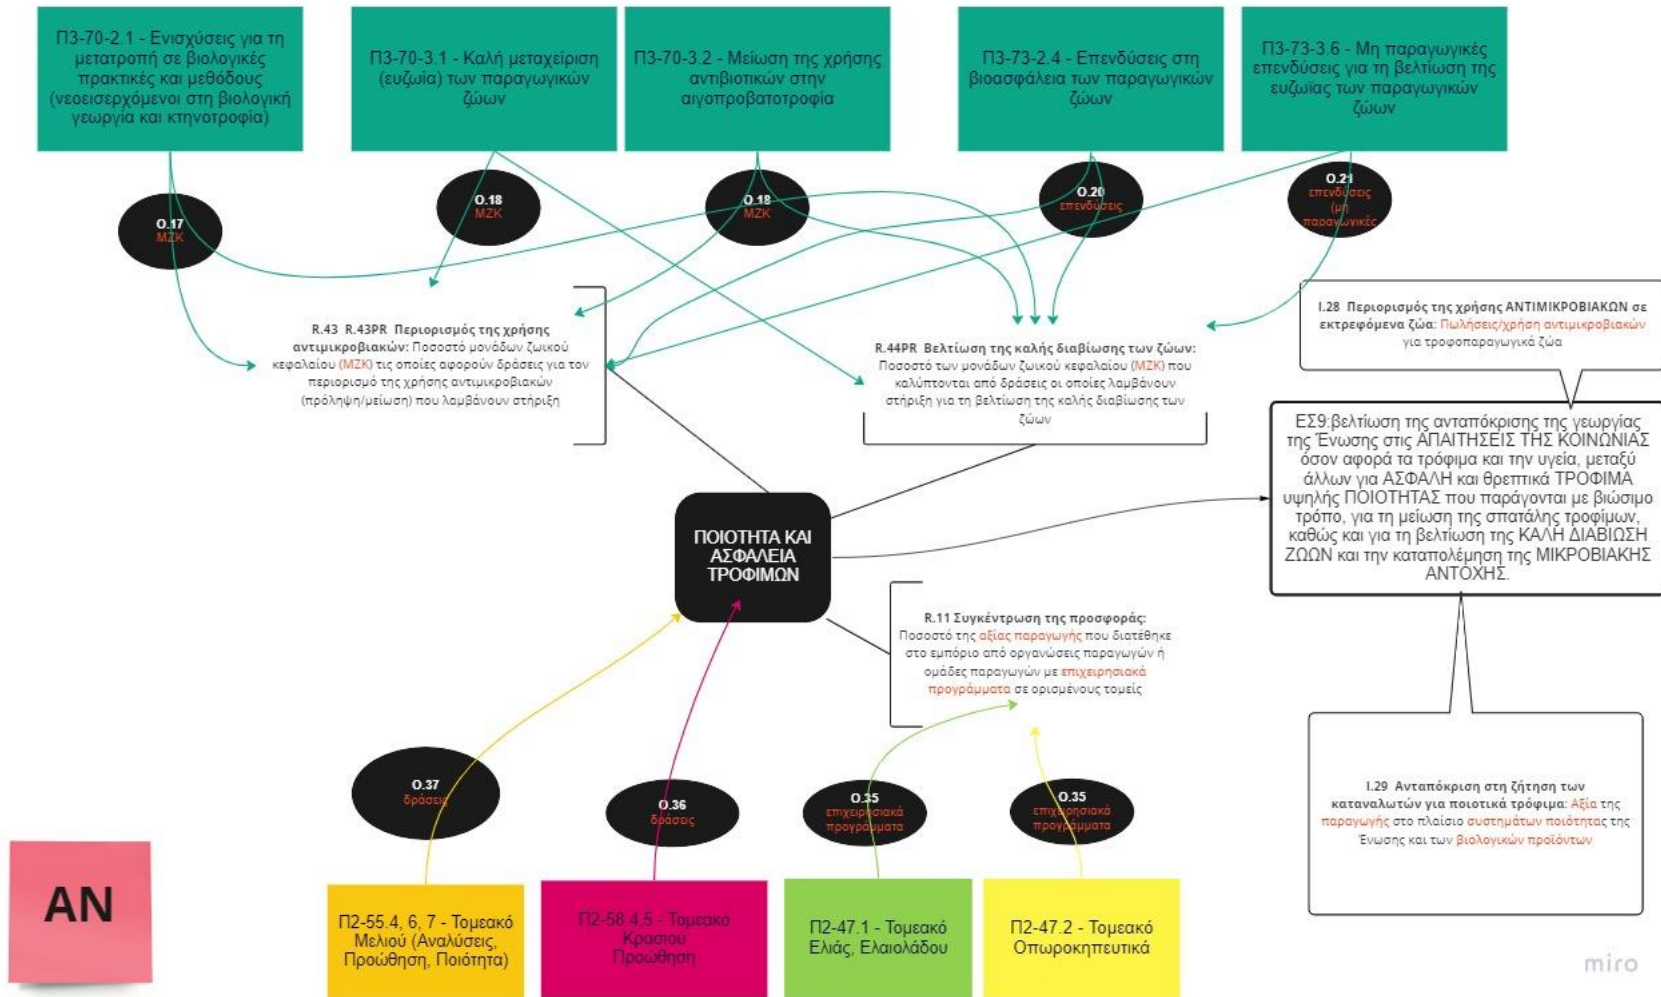 Π3-70-2.1 - Ενισχύσεις για τη
μετατροπή σε βιολογικές
πρακτικές και μεθόδους
(νεοεισερχόμενοι στη βιολογική
γεωργία και κτηνοτροφία)
Π3-70-3.1 - Καλή μεταχείριση
(ευζωία) των παραγωγικών
ζώων
Π3-70-3.2 - Μείωση της χρήσης
αντιβιοτικών στην
αιγοπροβατοτροφία
Π3-73-2.4 - Επενδύσεις στη
βιοασφάλεια των παραγωγικών
ζώων
Π3-73-3.6 - Μη παραγωγικές
επενδύσεις για τη βελτίωση της
ευζωίας των παραγωγικών
ζώων
O.17
ΜΖΚ
O.18
ΜΖΚ
O.18
ΜΖΚ
O.20
επενδύσεις
O.21
επενδύσεις
(μη
παραγωγικές
R.43 R.43PR Περιορισμός της χρήσης
αντιμικροβιακών: Ποσοστό μονάδων ζωικού
κεφαλαίου (ΜΖΚ) τις οποίες αφορούν δράσεις για τον
περιορισμό της χρήσης αντιμικροβιακών
(πρόληψη/μείωση) που λαμβάνουν στήριξη
R.44PR Βελτίωση της καλής διαβίωσης των ζώων:
Ποσοστό των μονάδων ζωικού κεφαλαίου (ΜΖΚ) που
καλύπτονται από δράσεις οι οποίες λαμβάνουν
στήριξη για τη βελτίωση της καλής διαβίωσης των
ζώων
I.28 Περιορισμός της χρήσης ΑΝΤΙΜΙΚΡΟΒΙΑΚΩΝ σε
εκτρεφόμενα ζώα: Πωλήσεις/χρήση αντιμικροβιακών
για τροφοπαραγωγικά ζώα
ΕΣ9:βελτίωση της ανταπόκρισης της γεωργίας
της Ένωσης στις ΑΠΑΙΤΗΣΕΙΣ ΤΗΣ ΚΟΙΝΩΝΙΑΣ
όσον αφορά τα τρόφιμα και την υγεία, μεταξύ
άλλων για ΑΣΦΑΛΗ και θρεπτικά ΤΡΟΦΙΜΑ
υψηλής ΠΟΙΟΤΗΤΑΣ που παράγονται με βιώσιμο
τρόπο, για τη μείωση της σπατάλης τροφίμων,
καθώς και για τη βελτίωση της ΚΑΛΗ ΔΙΑΒΙΩΣΗ
ΖΩΩΝ και την καταπολέμηση της ΜΙΚΡΟΒΙΑΚΗΣ
ΑΝΤΟΧΗΣ.
ΠΟΙΟΤΗΤΑ ΚΑΙ
ΑΣΦΑΛΕΙΑ
ΤΡΟΦΙΜΩΝ
R.11 Συγκέντρωση της προσφοράς:
Ποσοστό της αξίας παραγωγής που διατέθηκε
στο εμπόριο από οργανώσεις παραγωγών ή
ομάδες παραγωγών με επιχειρησιακά
προγράμματα σε ορισμένους τομείς
I.29 Ανταπόκριση στη ζήτηση των
καταναλωτών για ποιοτικά τρόφιμα: Αξία της
παραγωγής στο πλαίσιο συστημάτων ποιότητας της
Ένωσης και των βιολογικών προϊόντων
O.37
δράσεις
O.36
δράσεις
O.35
επιχειρησιακά
προγράμματα
O.35
επιχειρησιακά
προγράμματα
ΑΝ
Π2-55.4, 6, 7 - Τομεακό
Μελιού (Αναλύσεις,
Προώθηση, Ποιότητα)
Π2-58.4,5 - Τομεακό
Κρασιού
Προώθηση
Π2-47.1 - Τομεακό
Ελιάς, Ελαιολάδου
Π2-47.2 - Τομεακό
Οπωροκηπευτικά
miro